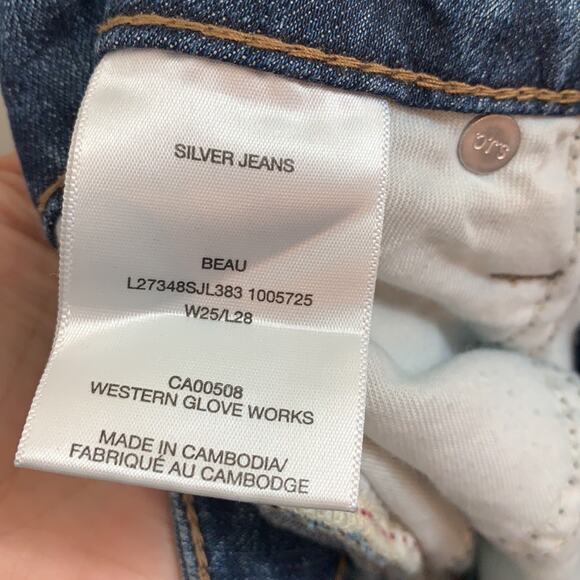 SILVER JEANS
BEAU
L27348SJL383 1005725
W25/L28
CA00508
WESTERN GLOVE WORKS
MADE IN CAMBODIA/
FABRIQUÉ AU CAMBODGE